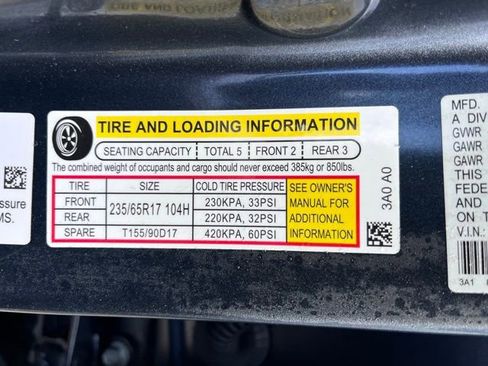 TIRE AND LOADING INFORMATION
SEATING CAPACITY TOTAL 5 FRONT 2 REAR 3
The combined weight of occupants and cargo should never exceed 385kg or 850lbs.
TIRE SIZE COLD TIRE PRESSURE SEE OWNER'S MANUAL FOR ADDITIONAL INFORMATION
FRONT 235/65R17 104H 230KPA, 33PSI
REAR 220KPA, 32PSI
SPARE T155/90D17 420KPA, 60PSI
3A0 A0
ssure
MS.
MFD.
A DIV
GVWR
GAWR
GAWR
THIS
FEDE
ON T
V.I.N.:
3A1